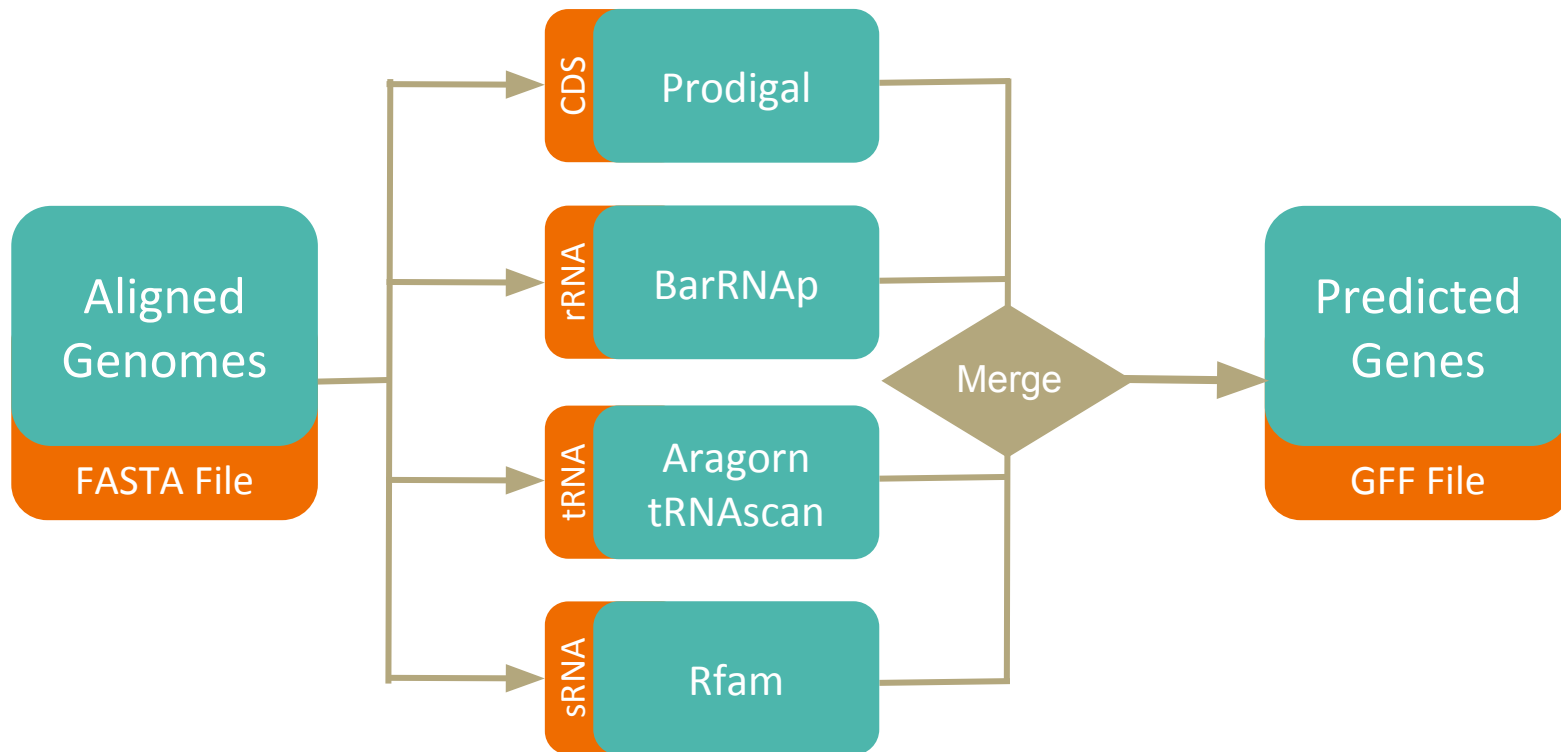 Aligned
Genomes
FASTA File
CDS
Prodigal
rRNA
BarRNAp
tRNA
Aragorn
tRNAscan
sRNA
Rfam
Merge
Predicted
Genes
GFF File